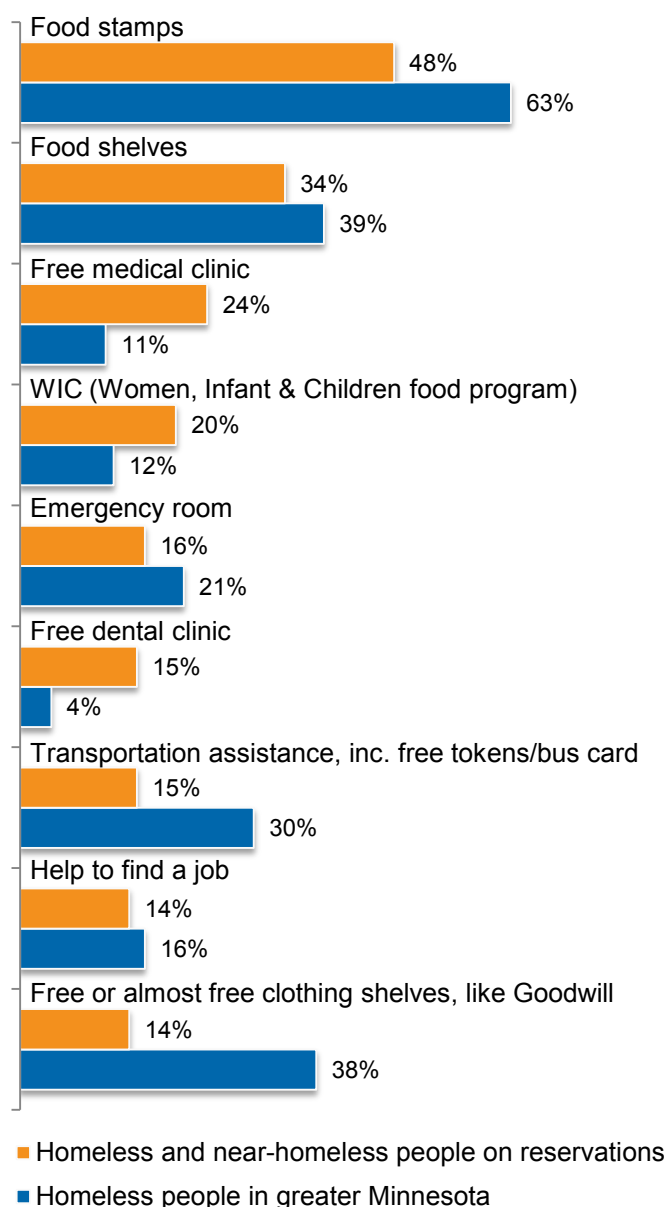 Food stamps
48%
63%
Food shelves
34%
39%
Free medical clinic
24%
11%
WIC (Women, Infant & Children food program)
20%
12%
Emergency room
16%
21%
Free dental clinic
15%
4%
Transportation assistance, inc. free tokens/bus card
15%
30%
Help to find a job
14%
16%
Free or almost free clothing shelves, like Goodwill
14%
38%
Homeless and near-homeless people on reservations
Homeless people in greater Minnesota